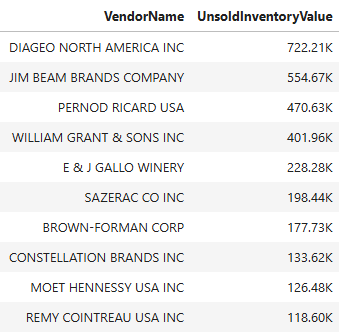 VendorName UnsoldInventoryValue
DIAGEO NORTH AMERICA INC 722.21K
JIM BEAM BRANDS COMPANY 554.67K
PERNOD RICARD USA 470.63K
WILLIAM GRANT & SONS INC 401.96K
E & J GALLO WINERY 228.28K
SAZERAC CO INC 198.44K
BROWN-FORMAN CORP 177.73K
CONSTELLATION BRANDS INC 133.62K
MOET HENNESSY USA INC 126.48K
REMY COINTREAU USA INC 118.60K